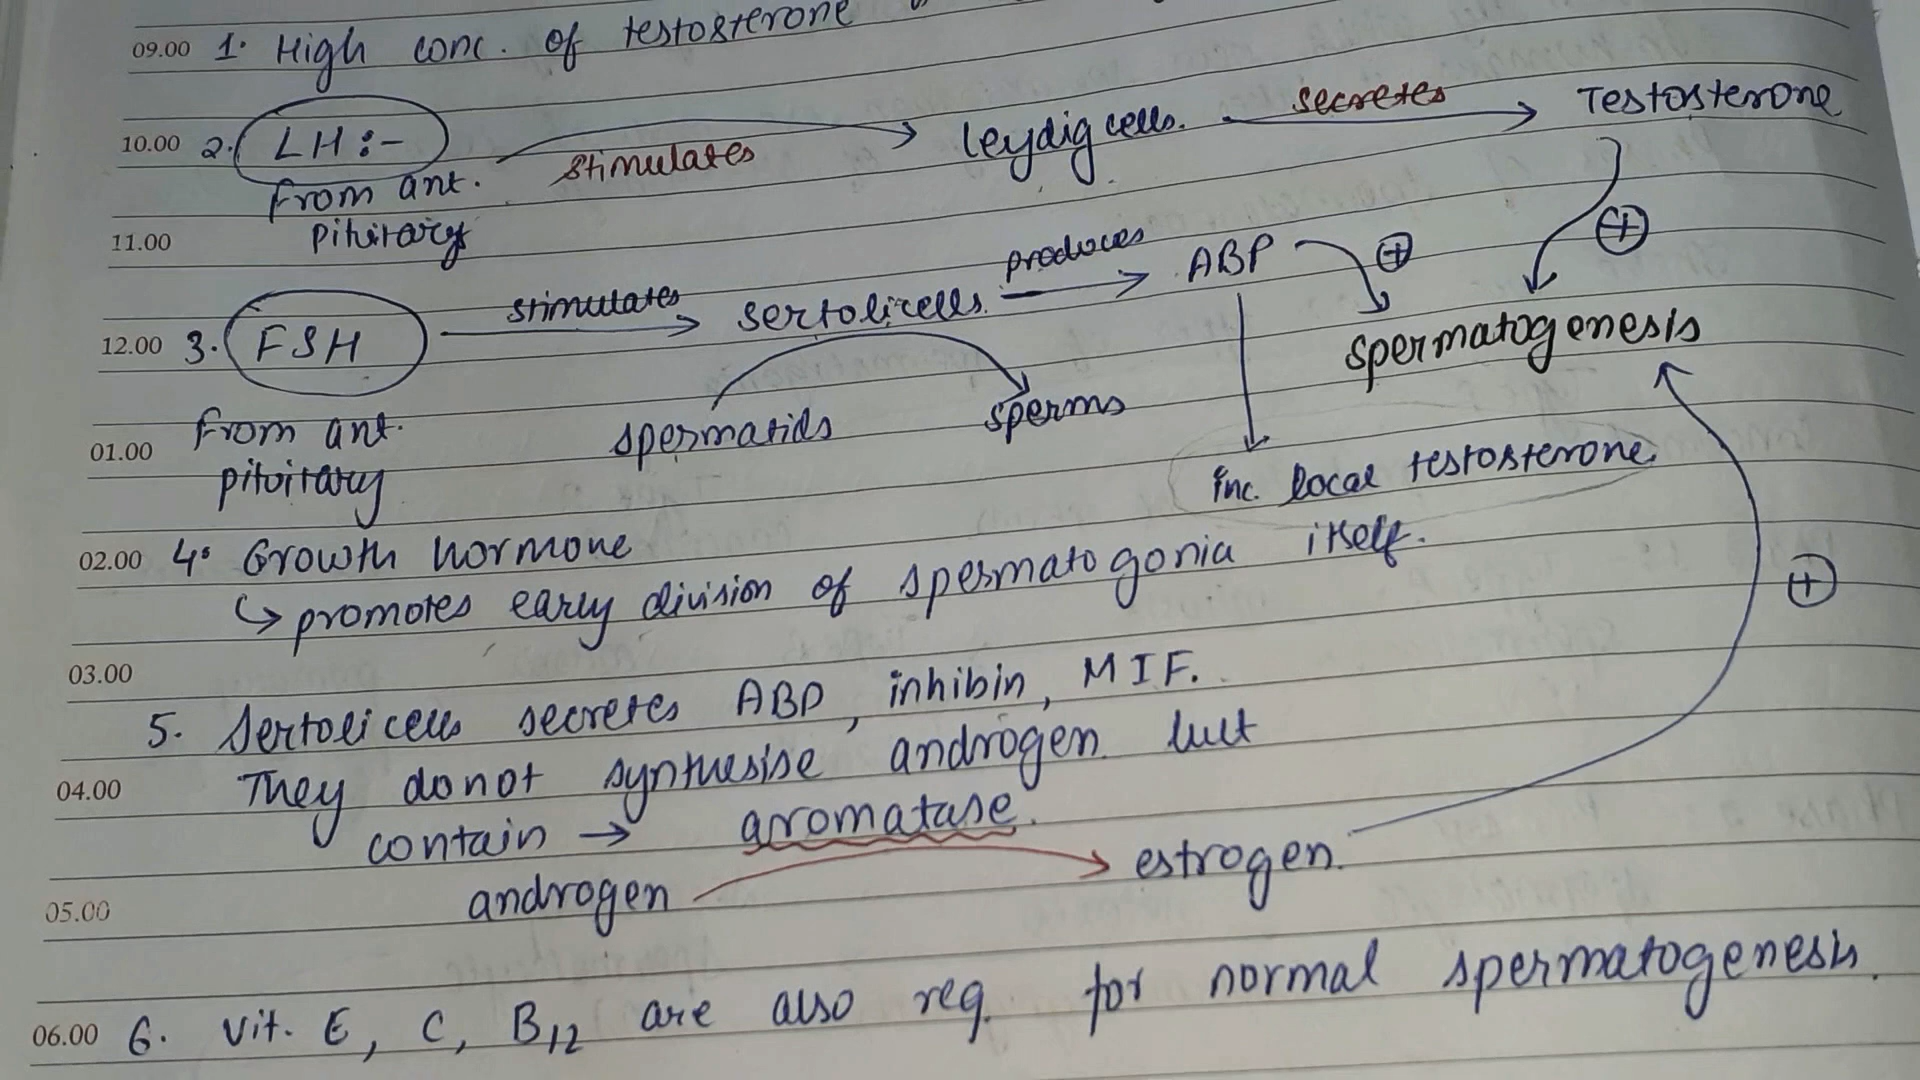 09.00 1. High conc. of testosterone
10.00 2. LH :- stimulates → Leydig cells. secretes → Testosterone
from ant.
11.00 pituitary
⊕
12.00 3. FSH stimulates → sertoli cells. produces → ABP ⊕ spermatogenesis
from ant. spermatids sperms
01.00 pituitary
inc. local testosterone.
02.00 4. Growth hormone
↳ promotes early division of spermatogonia itself. ⊕
03.00
5. Sertoli cells secretes ABP, inhibin, MIF.
04.00 They donot synthesise androgen but
contain → aromatase.
05.00 androgen → estrogen.
06.00 6. vit. E, C, B12 are also req. for normal spermatogenesis.